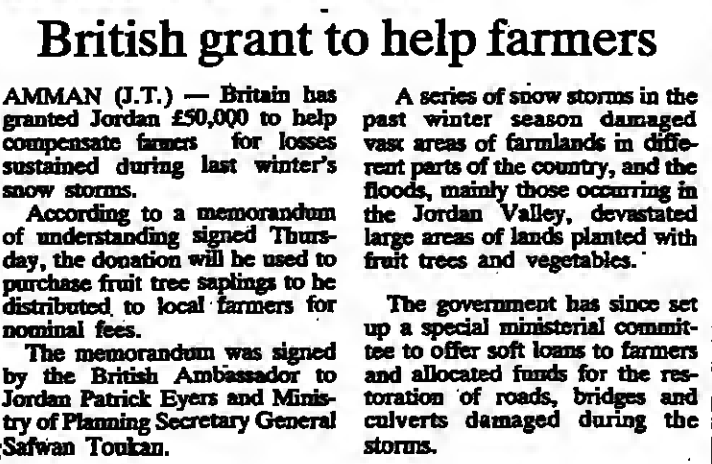 British grant to help farmers
AMMAN (J.T.) — Britain has
granted Jordan £50,000 to help
compensate farmers for losses
sustained during last winter's
snow storms.
According to a memorandum
of understanding signed Thurs-
day, the donation will be used to
purchase fruit tree saplings to be
distributed to local farmers for
nominal fees.
The memorandum was signed
by the British Ambassador to
Jordan Patrick Eyers and Minis-
try of Planning Secretary General
Safwan Toukan.
A series of snow storms in the
past winter season damaged
vast areas of farmlands in diffe-
rent parts of the country, and the
floods, mainly those occurring in
the Jordan Valley, devastated
large areas of lands planted with
fruit trees and vegetables.
The government has since set
up a special ministerial commit-
tee to offer soft loans to farmers
and allocated funds for the res-
toration of roads, bridges and
culverts damaged during the
storms.